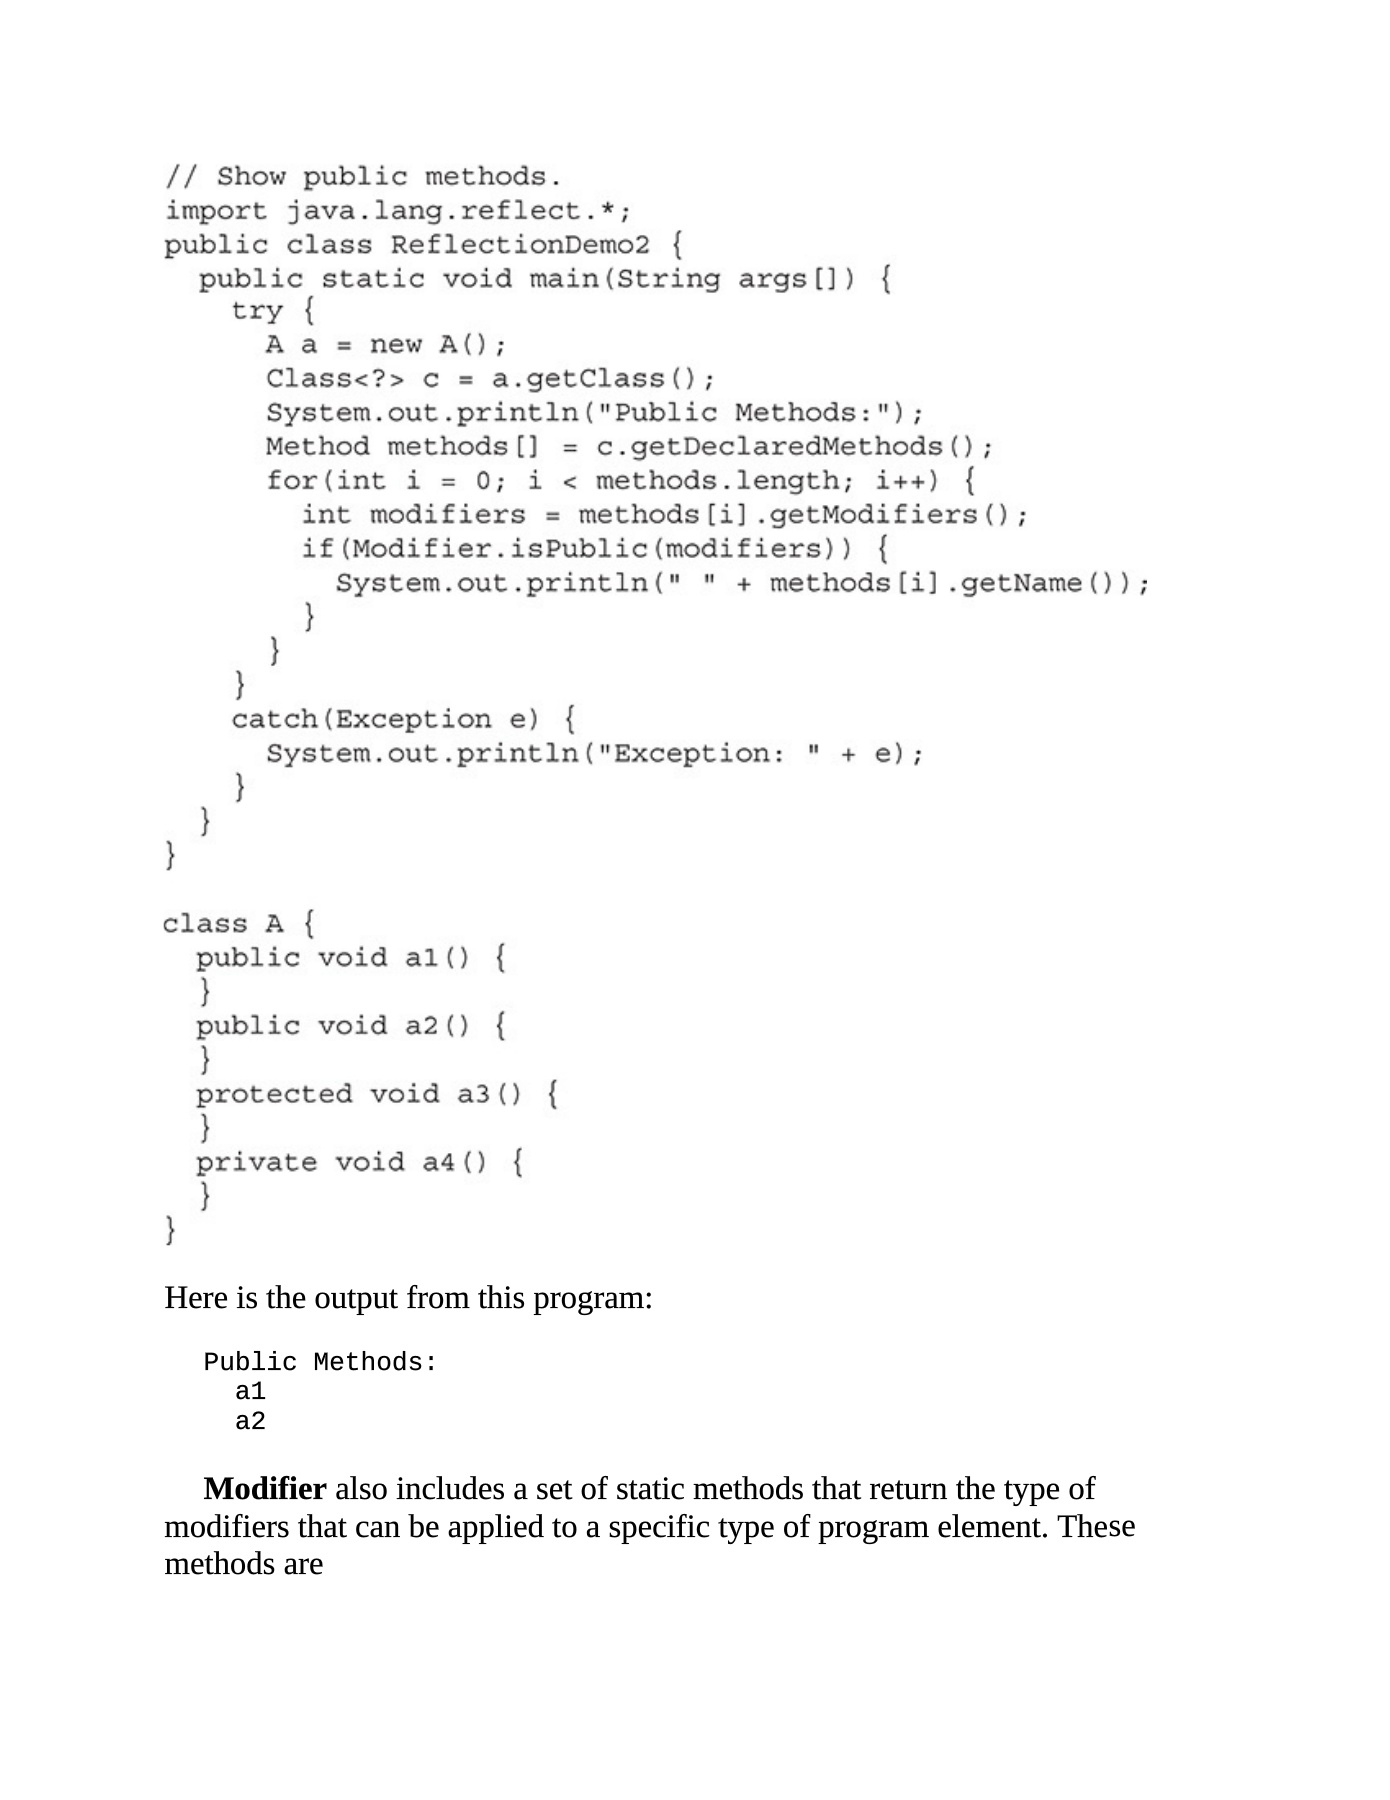 // Show public methods.
import java.lang.reflect.*;
public class ReflectionDemo2 {
  public static void main(String args[]) {
    try {
      A a = new A();
      Class<?> c = a.getClass();
      System.out.println("Public Methods:");
      Method methods[] = c.getDeclaredMethods();
      for(int i = 0; i < methods.length; i++) {
        int modifiers = methods[i].getModifiers();
        if(Modifier.isPublic(modifiers)) {
          System.out.println(" " + methods[i].getName());
        }
      }
    }
    catch(Exception e) {
      System.out.println("Exception: " + e);
    }
  }
}

class A {
  public void a1() {
  }
  public void a2() {
  }
  protected void a3() {
  }
  private void a4() {
  }
}
Here is the output from this program:
Public Methods:
  a1
  a2
Modifier also includes a set of static methods that return the type of
modifiers that can be applied to a specific type of program element. These
methods are